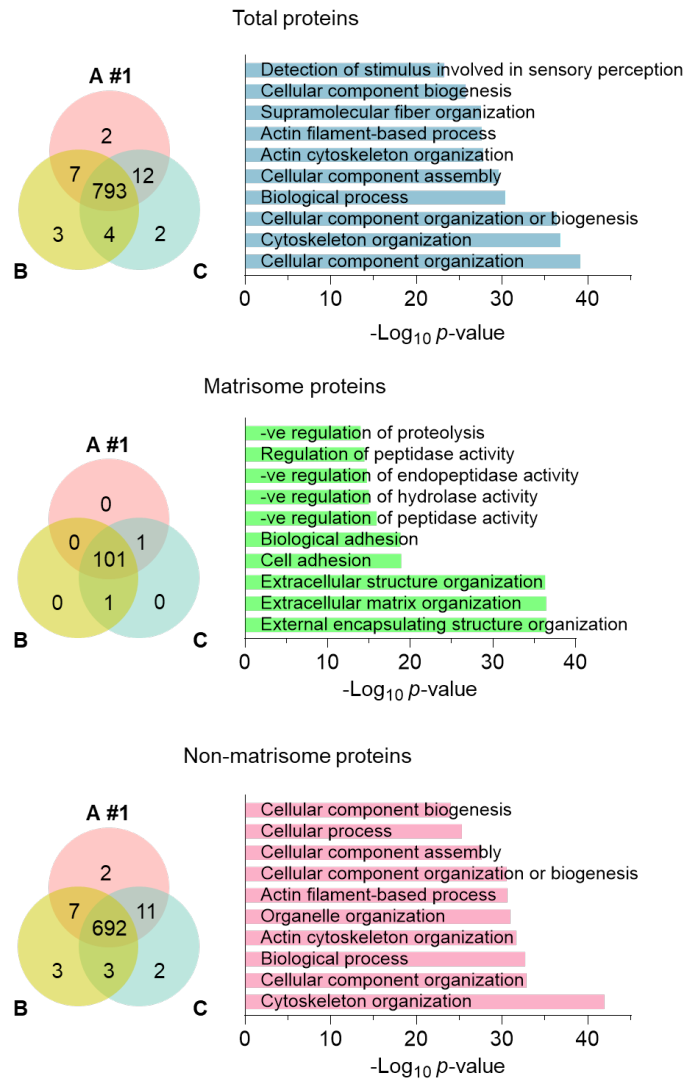 Total proteins
A #1
2
7
12
793
3
4
2
B
C
Detection of stimulus involved in sensory perception
Cellular component biogenesis
Supramolecular fiber organization
Actin filament-based process
Actin cytoskeleton organization
Cellular component assembly
Biological process
Cellular component organization or biogenesis
Cytoskeleton organization
Cellular component organization
0 10 20 30 40
-Log10 p-value
Matrisome proteins
A #1
0
0
1
101
0
1
0
B
C
-ve regulation of proteolysis
Regulation of peptidase activity
-ve regulation of endopeptidase activity
-ve regulation of hydrolase activity
-ve regulation of peptidase activity
Biological adhesion
Cell adhesion
Extracellular structure organization
Extracellular matrix organization
External encapsulating structure organization
0 10 20 30 40
-Log10 p-value
Non-matrisome proteins
A #1
2
7
11
692
3
3
2
B
C
Cellular component biogenesis
Cellular process
Cellular component assembly
Cellular component organization or biogenesis
Actin filament-based process
Organelle organization
Actin cytoskeleton organization
Biological process
Cellular component organization
Cytoskeleton organization
0 10 20 30 40
-Log10 p-value